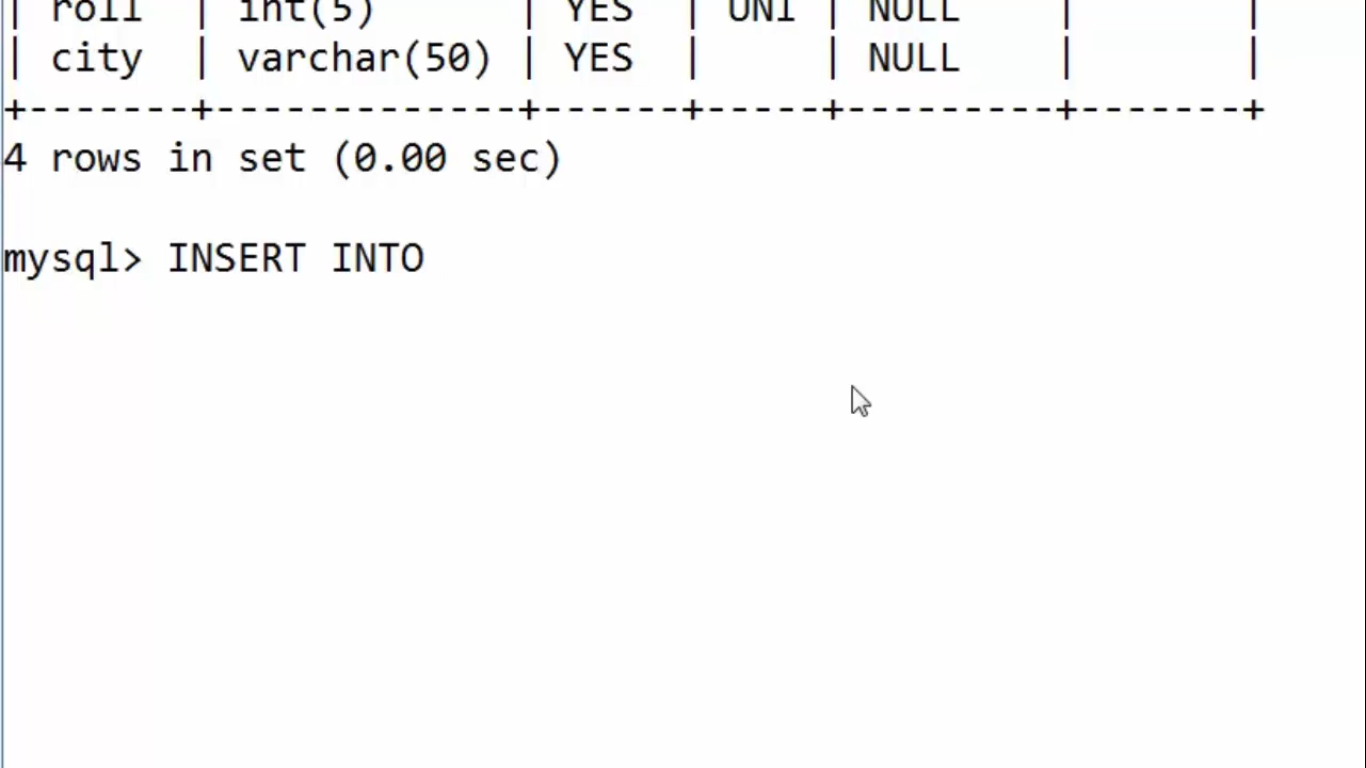 | roll  | int(5)      | YES  | UNI | NULL    |       |
| city  | varchar(50) | YES  |     | NULL    |       |
+-------+-------------+------+-----+---------+-------+
4 rows in set (0.00 sec)
mysql> INSERT INTO